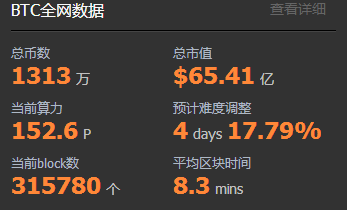 BTC全网数据 查看详细
总币数 总市值
1313 万 $65.41 亿
当前算力 预计难度调整
152.6 P 4 days 17.79%
当前block数 平均区块时间
315780 个 8.3 mins